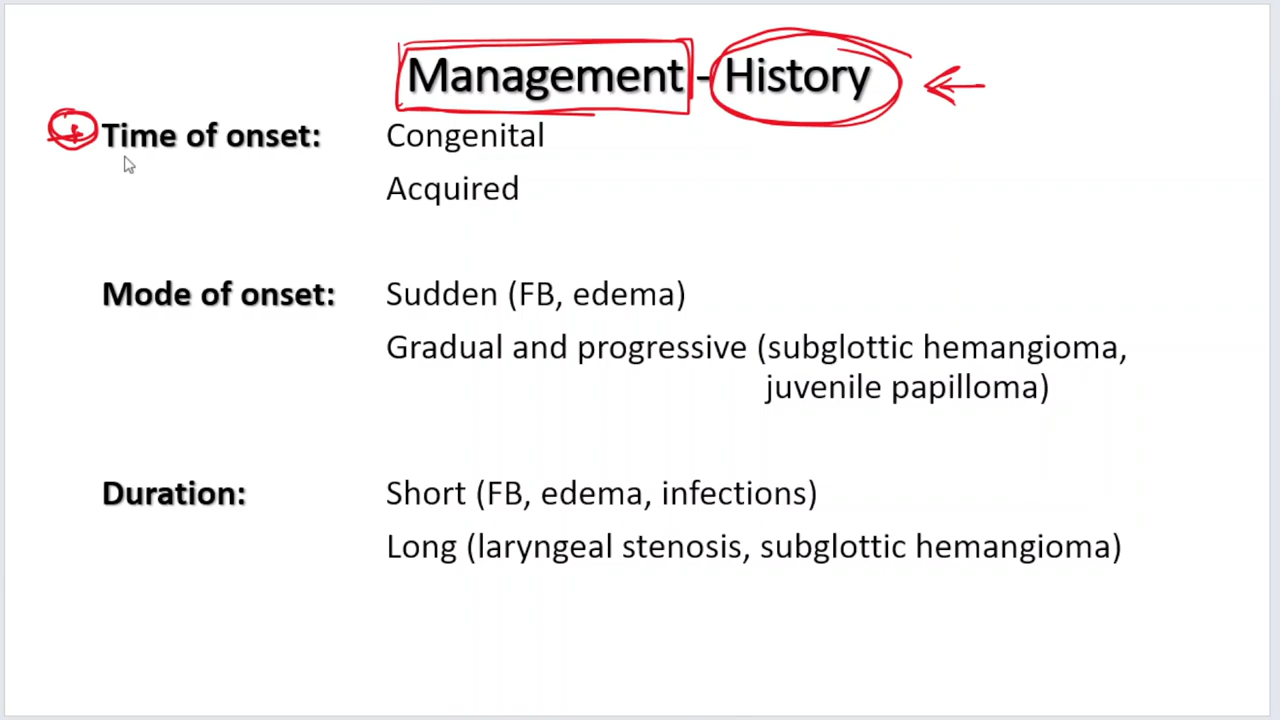 Management - History
Time of onset: Congenital
Acquired
Mode of onset: Sudden (FB, edema)
Gradual and progressive (subglottic hemangioma,
juvenile papilloma)
Duration: Short (FB, edema, infections)
Long (laryngeal stenosis, subglottic hemangioma)